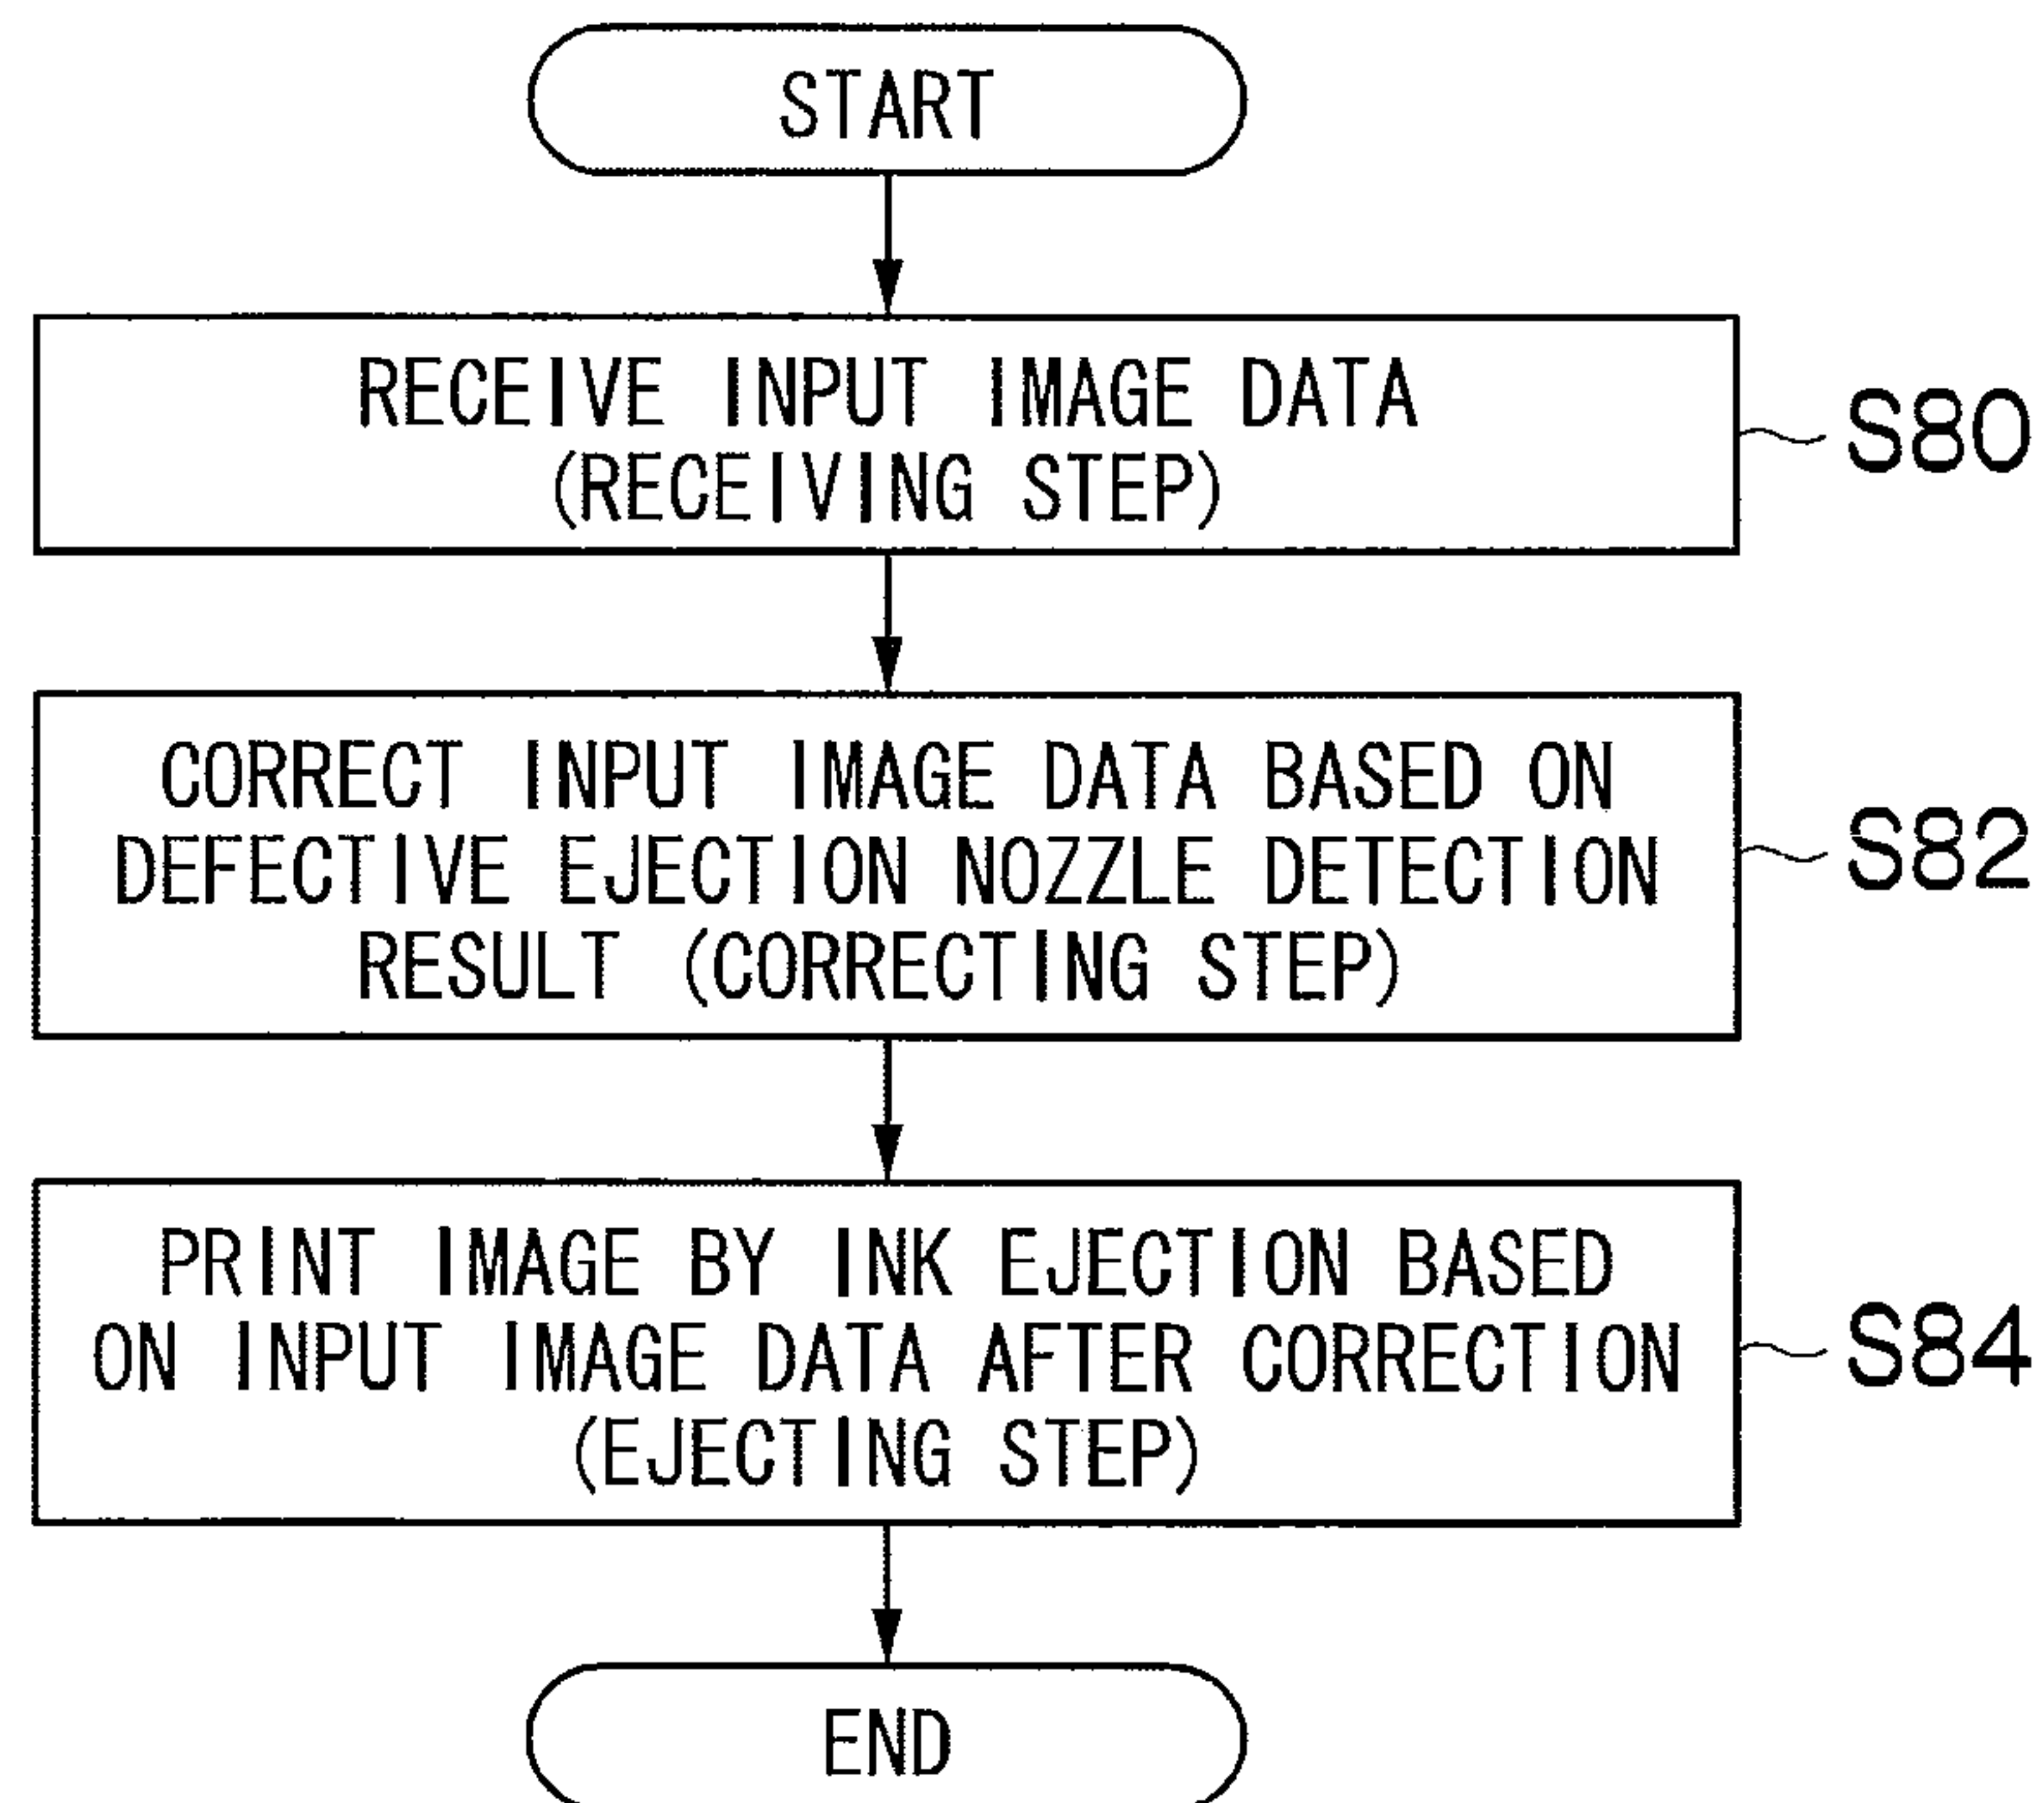 START
RECEIVE INPUT IMAGE DATA
(RECEIVING STEP)
S80
CORRECT INPUT IMAGE DATA BASED ON
DEFECTIVE EJECTION NOZZLE DETECTION
RESULT (CORRECTING STEP)
S82
PRINT IMAGE BY INK EJECTION BASED
ON INPUT IMAGE DATA AFTER CORRECTION
(EJECTING STEP)
S84
END